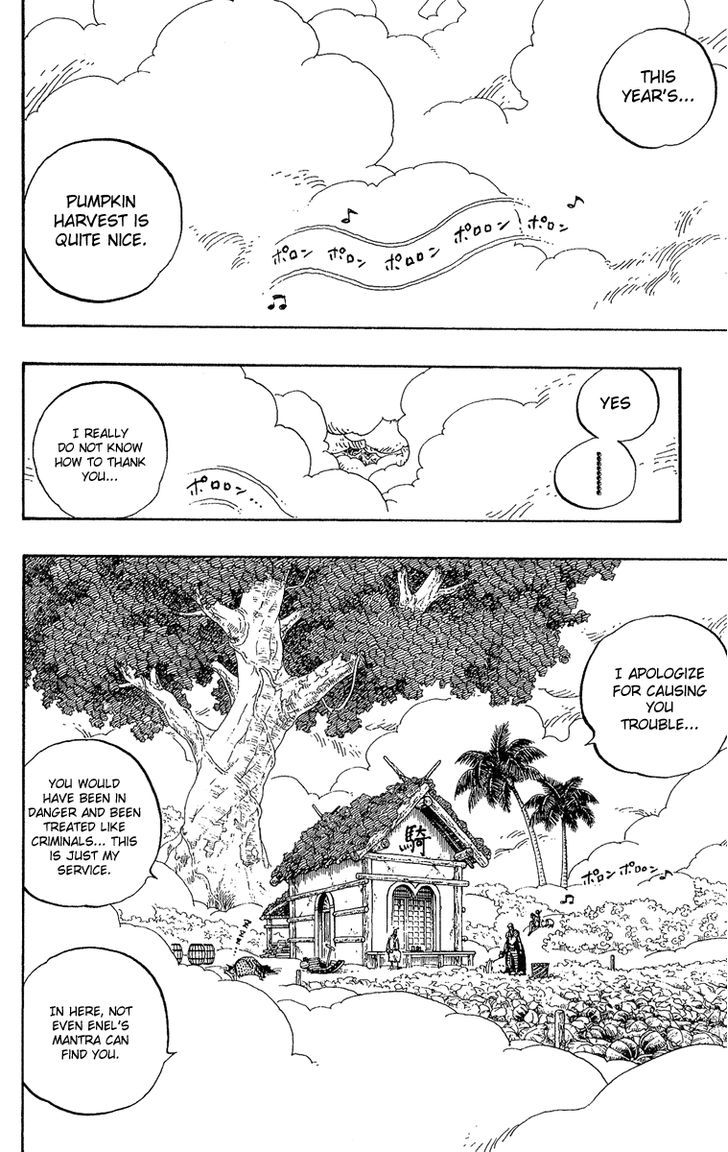 THIS
YEAR'S...
PUMPKIN
HARVEST IS
QUITE NICE.
ポロロン
ポロン
ポロロン
ポロロン
ポロン
YES
I REALLY
DO NOT KNOW
HOW TO THANK
YOU...
ポロロン...
I APOLOGIZE
FOR CAUSING
YOU
TROUBLE...
YOU WOULD
HAVE BEEN IN
DANGER AND BEEN
TREATED LIKE
CRIMINALS... THIS
IS JUST MY
SERVICE.
騎
ポロン ポロロン
IN HERE, NOT
EVEN ENEL'S
MANTRA CAN
FIND YOU.